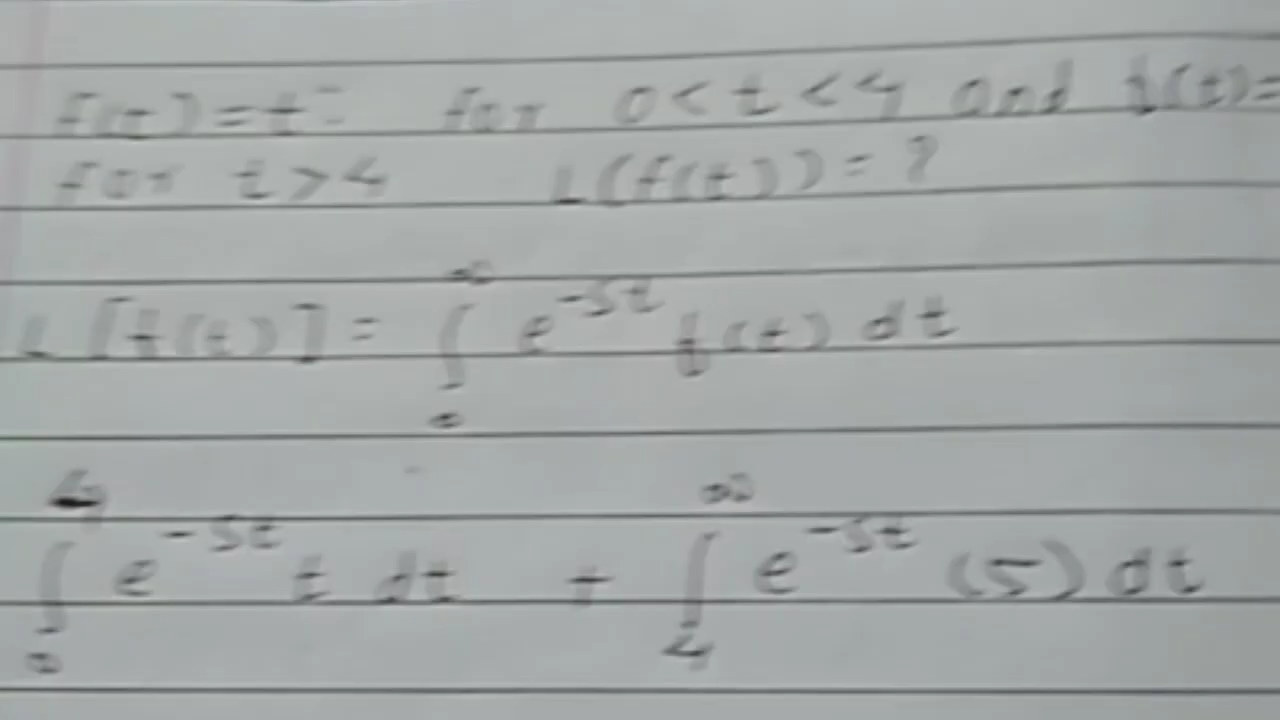 f(t) = t for 0 < t < 4 and f(t) =
for t > 4 L(f(t)) = ?
L [f(t)] = ∫₀^∞ e^{-st} f(t) dt
∫₀^4 e^{-st} t dt + ∫₄^∞ e^{-st} (5) dt